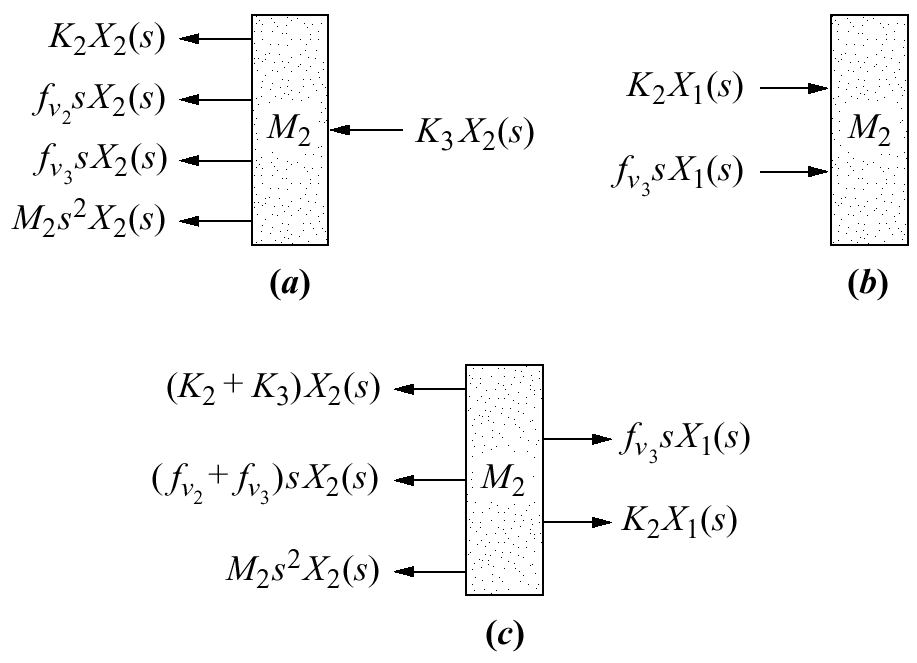 K₂X₂(s)
f_v₂sX₂(s)
f_v₃sX₂(s)
M₂s²X₂(s)
M₂
K₃X₂(s)
(a)
K₂X₁(s)
f_v₃sX₁(s)
M₂
(b)
(K₂ + K₃)X₂(s)
(f_v₂ + f_v₃)sX₂(s)
M₂s²X₂(s)
M₂
f_v₃sX₁(s)
K₂X₁(s)
(c)